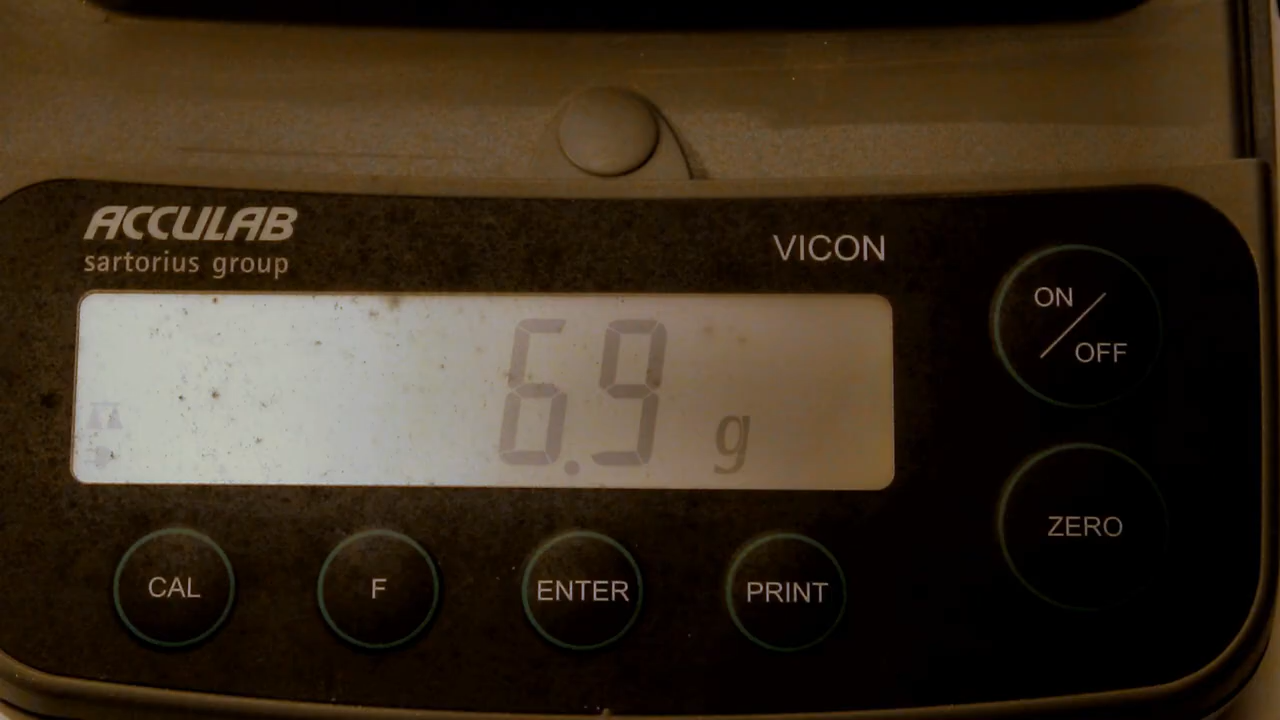 ACCULAB
sartorius group
VICON
ON/OFF
6.9 g
ZERO
CAL
F
ENTER
PRINT